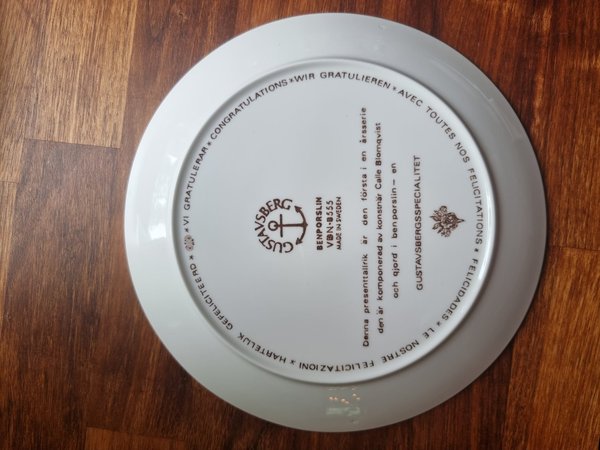 ✶ VI GRATULERAR ✶ CONGRATULATIONS ✶ WIR GRATULIEREN ✶ AVEC TOUTES NOS FELICITATIONS ✶ FELICIDADES ✶ LE NOSTRE FELICITAZIONI ✶ HARTELIJK GEFELICITEERD ✶
GUSTAVSBERG
BENPORSLIN
VBN-8555
MADE IN SWEDEN
Denna presenttallrik är den första i en årsserie
den är komponerad av konstnär Calle Blomqvist
och gjord i benporslin – en
GUSTAVSBERGSSPECIALITET